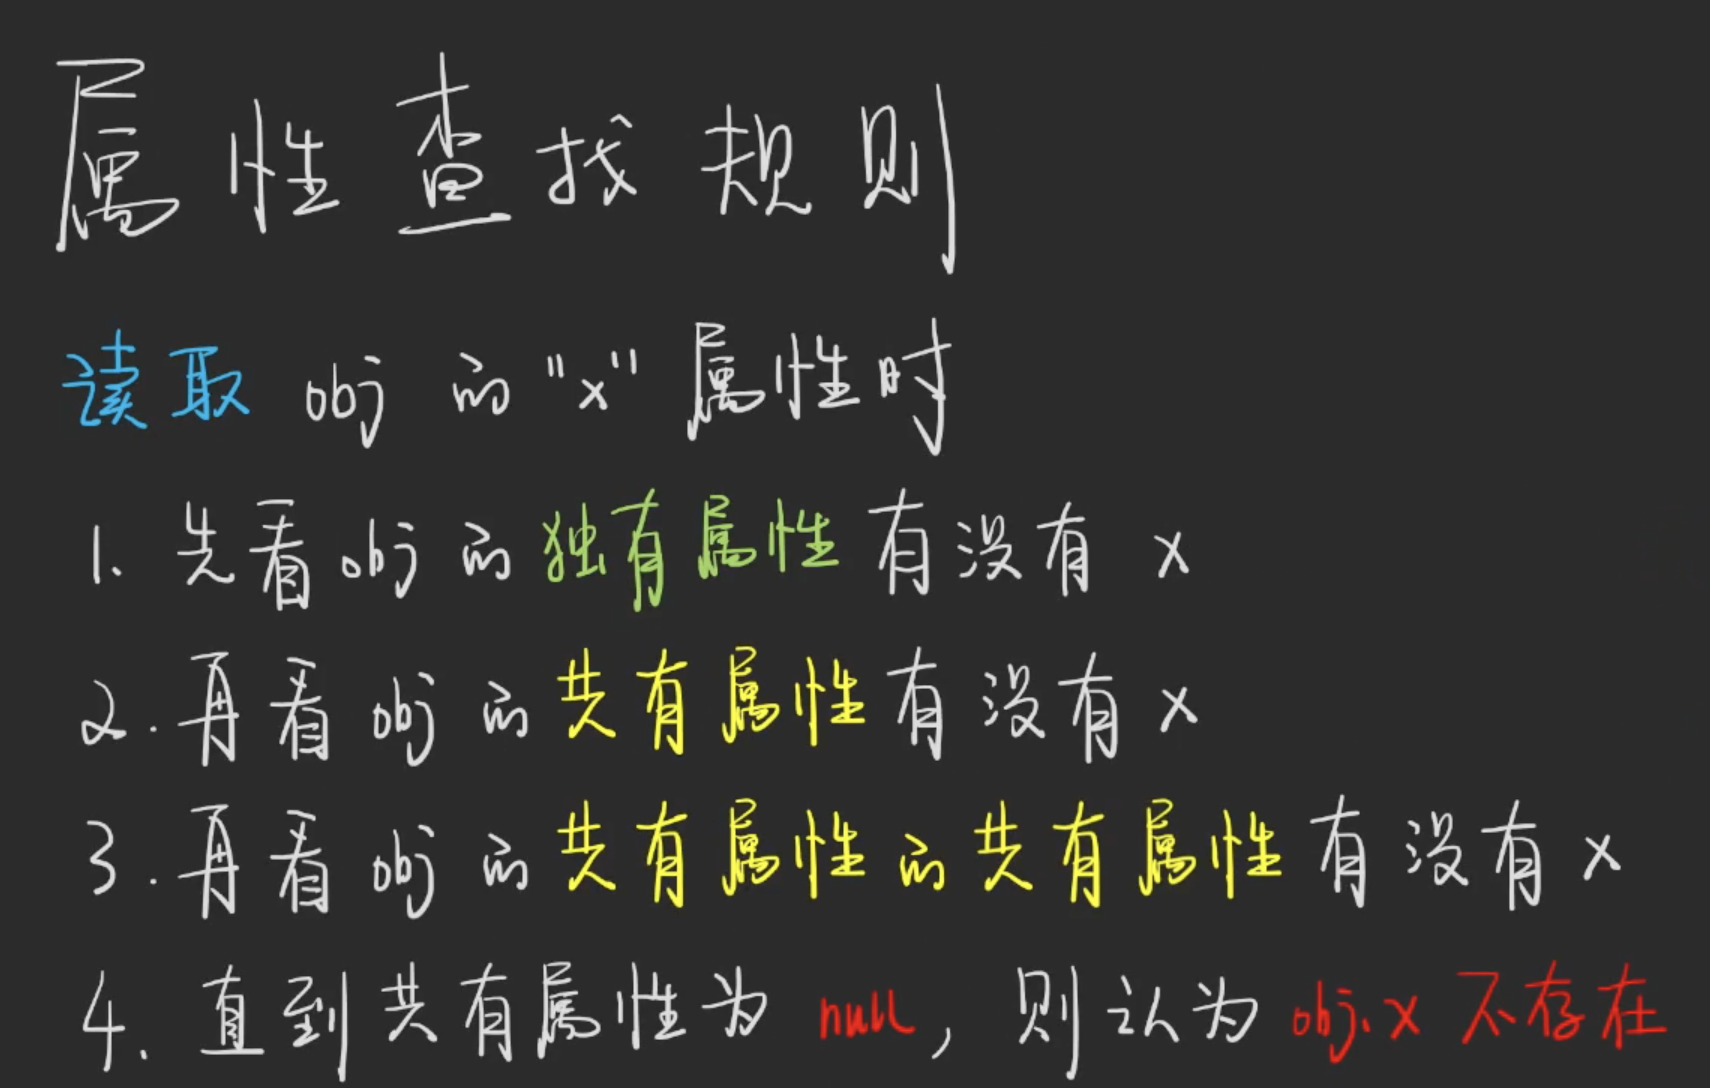 属性查找规则
读取 obj 的 "x" 属性时
1. 先看 obj 的独有属性有没有 x
2. 再看 obj 的共有属性有没有 x
3. 再看 obj 的共有属性的共有属性有没有 x
4. 直到共有属性为 null, 则认为 obj.x 不存在